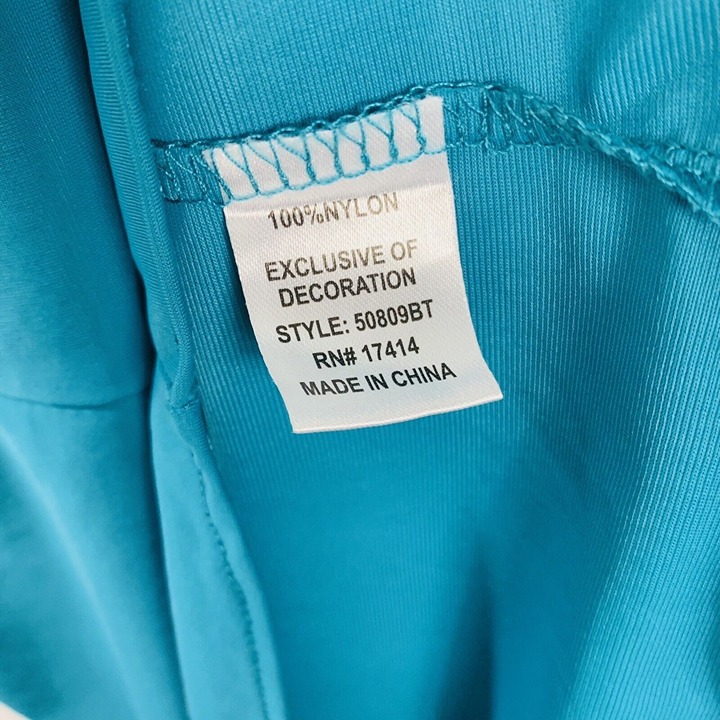 100%NYLON
EXCLUSIVE OF
DECORATION
STYLE: 50809BT
RN# 17414
MADE IN CHINA